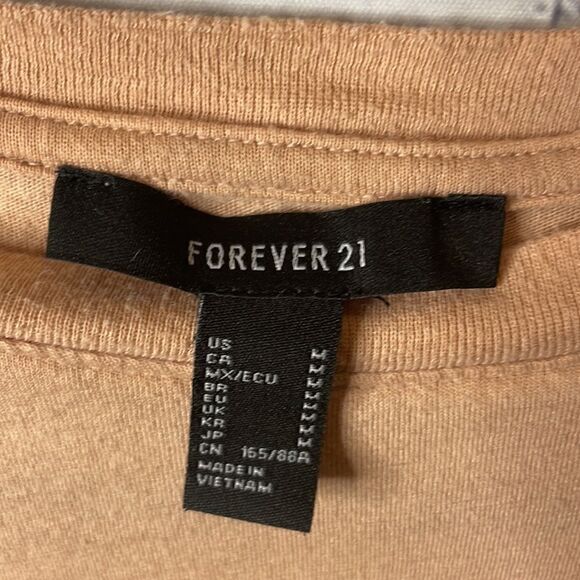 FOREVER 21
US M
CA M
MX/ECU M
BR M
EU M
UK M
KR M
JP M
CN 165/88A
MADE IN
VIETNAM